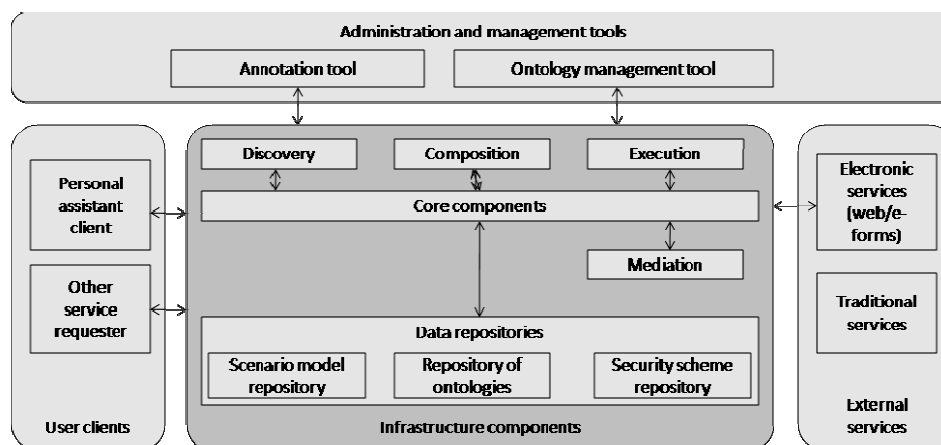 Administration and management tools
Annotation tool
Ontology management tool
Personal
assistant
client
Other
service
requester
User clients
Discovery
Composition
Execution
Core components
Mediation
Data repositories
Scenario model
repository
Repository of
ontologies
Security scheme
repository
Infrastructure components
Electronic
services
(web/e-
forms)
Traditional
services
External
services